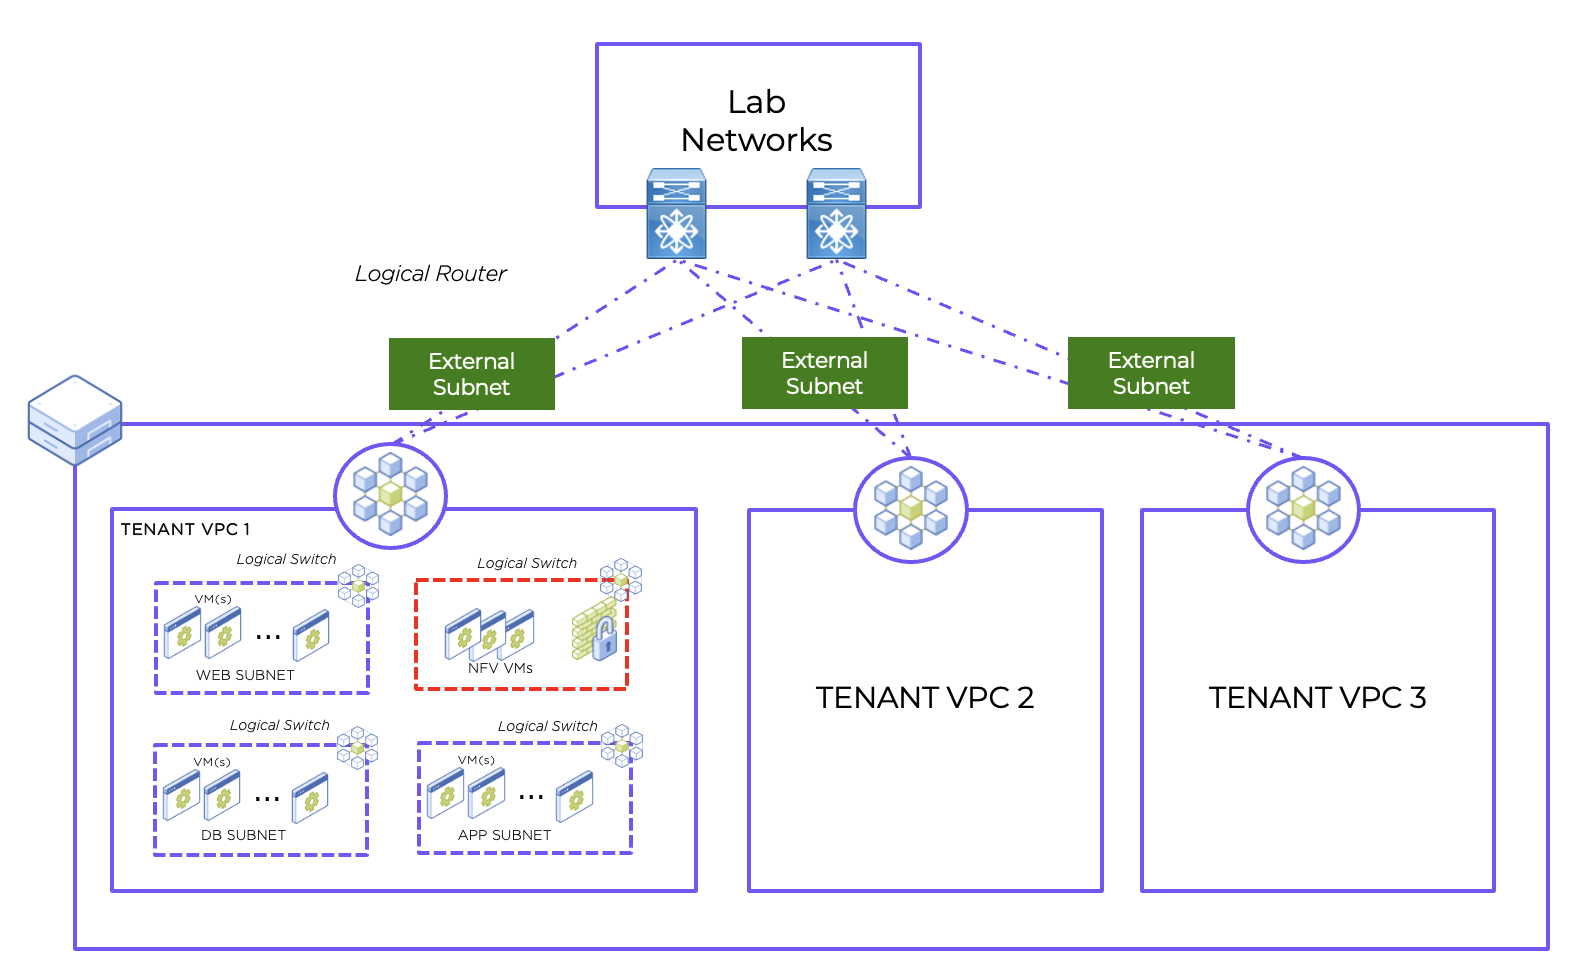 Lab
Networks
Logical Router
External
Subnet
External
Subnet
External
Subnet
TENANT VPC 1
Logical Switch
VM(s)
...
WEB SUBNET
Logical Switch
NFV VMs
Logical Switch
VM(s)
...
DB SUBNET
Logical Switch
VM(s)
...
APP SUBNET
TENANT VPC 2
TENANT VPC 3